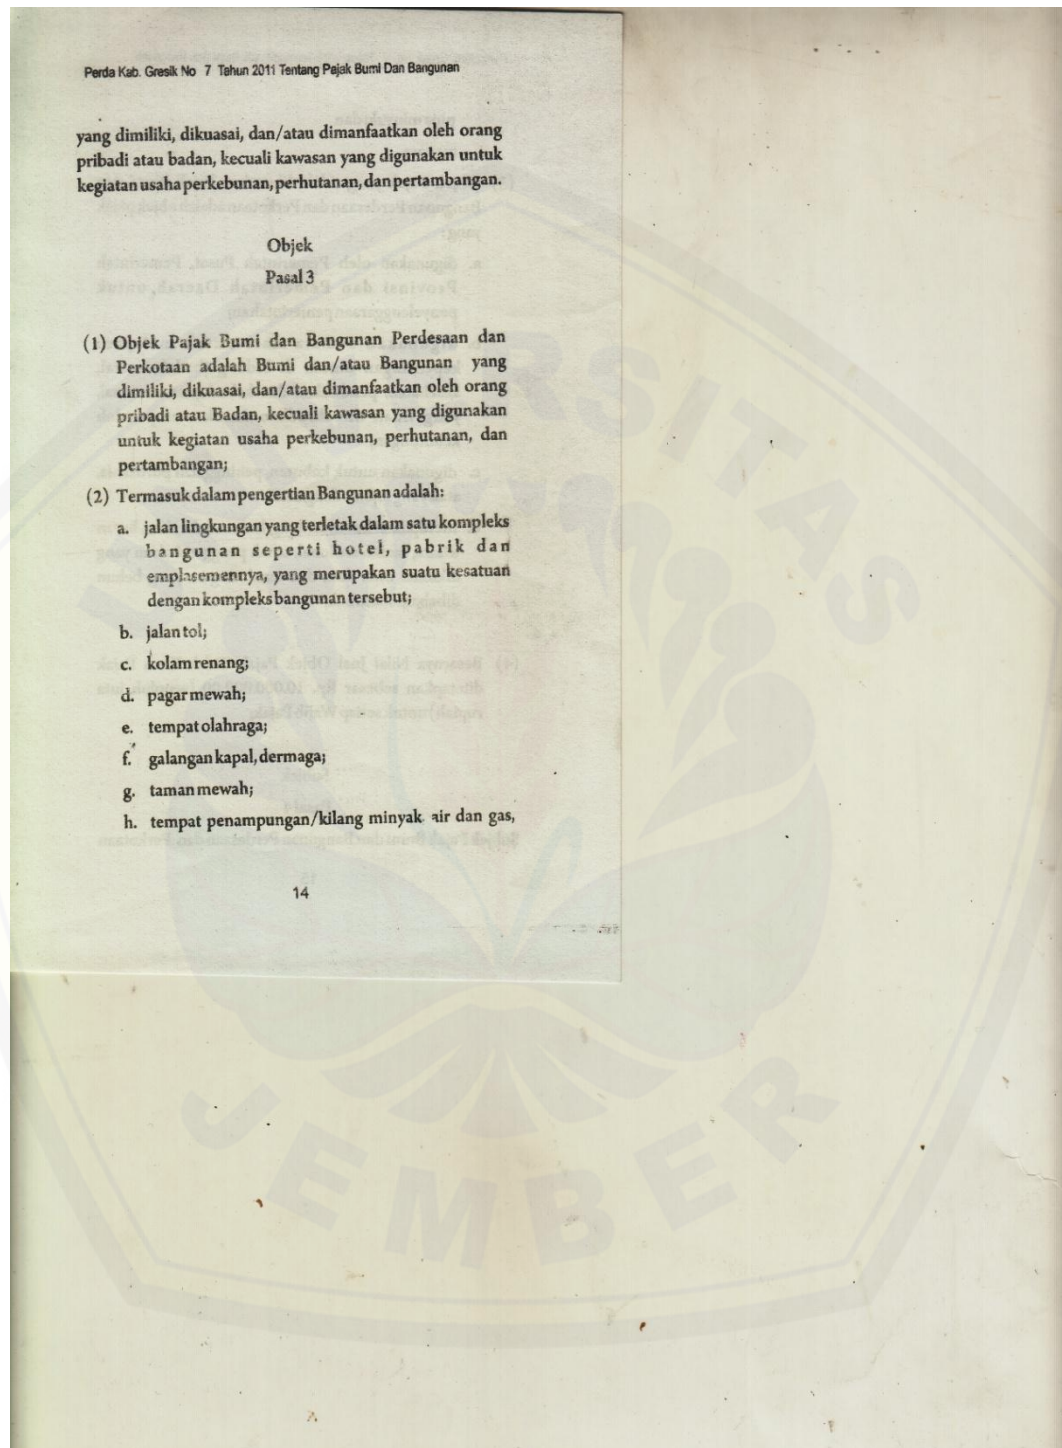 Perda Kab. Gresik No 7 Tahun 2011 Tentang Pajak Bumi Dan Bangunan
yang dimiliki, dikuasai, dan/atau dimanfaatkan oleh orang
pribadi atau badan, kecuali kawasan yang digunakan untuk
kegiatan usaha perkebunan, perhutanan, dan pertambangan.
Objek
Pasal 3
(1) Objek Pajak Bumi dan Bangunan Perdesaan dan
Perkotaan adalah Bumi dan/atau Bangunan yang
dimiliki, dikuasai, dan/atau dimanfaatkan oleh orang
pribadi atau Badan, kecuali kawasan yang digunakan
untuk kegiatan usaha perkebunan, perhutanan, dan
pertambangan;
(2) Termasuk dalam pengertian Bangunan adalah:
a. jalan lingkungan yang terletak dalam satu kompleks
bangunan seperti hotel, pabrik dan
emplasemennya, yang merupakan suatu kesatuan
dengan kompleks bangunan tersebut;
b. jalan tol;
c. kolam renang;
d. pagar mewah;
e. tempat olahraga;
f. galangan kapal, dermaga;
g. taman mewah;
h. tempat penampungan/kilang minyak, air dan gas,
14
JEMBER